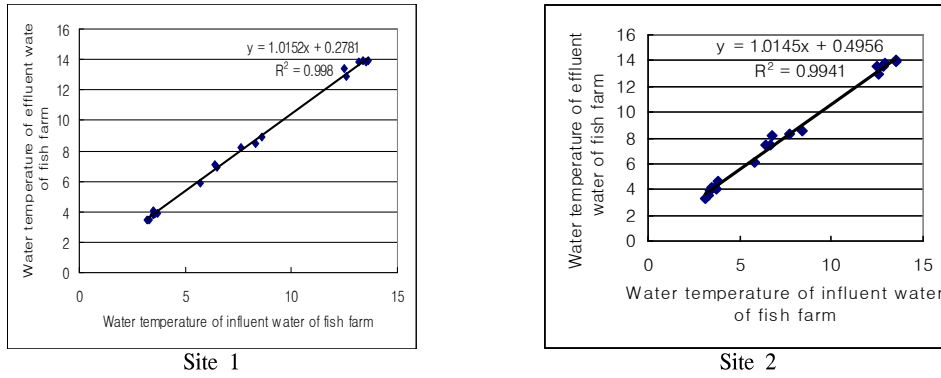 Water temperature of effluent wate
of fish farm
16
14
12
10
8
6
4
2
0
y = 1.0152x + 0.2781
R² = 0.998
0 5 10 15
Water temperature of influent water of fish farm
Site 1
Water temperature of effluent
water of fish farm
16
14
12
10
8
6
4
2
0
y = 1.0145x + 0.4956
R² = 0.9941
0 5 10 15
Water temperature of influent water
of fish farm
Site 2